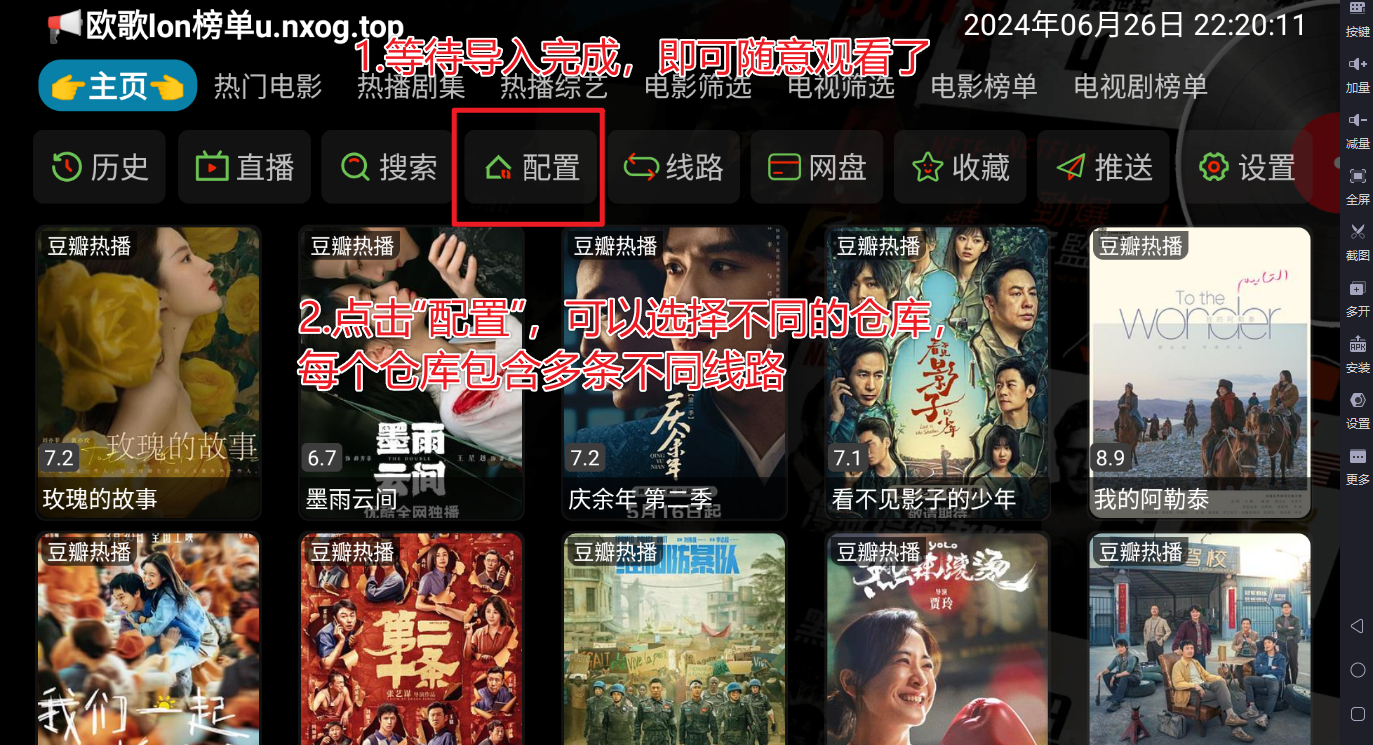 欧歌lon榜单u.nxog.top
2024年06月26日 22:20:11
1.等待导入完成，即可随意观看了
主页 热门电影 热播剧集 热播综艺 电影筛选 电视筛选 电影榜单 电视剧榜单
历史 直播 搜索 配置 线路 网盘 收藏 推送 设置
豆瓣热播 豆瓣热播 豆瓣热播 豆瓣热播 豆瓣热播
To the
wonder
2.点击“配置”，可以选择不同的仓库，
每个仓库包含多条不同线路
看不见影子的少年
庆余年
玫瑰的故事
墨雨
云间
7.2 6.7 7.2 7.1 8.9
玫瑰的故事 墨雨云间 庆余年 第二季 看不见影子的少年 我的阿勒泰
豆瓣热播 豆瓣热播 豆瓣热播 豆瓣热播 豆瓣热播
防暴队
YOLO
驾校
导演
贾玲
第二十条
张艺谋 导演作品
我们一起
按键
加量
减量
全屏
截图
多开
安装
设置
更多